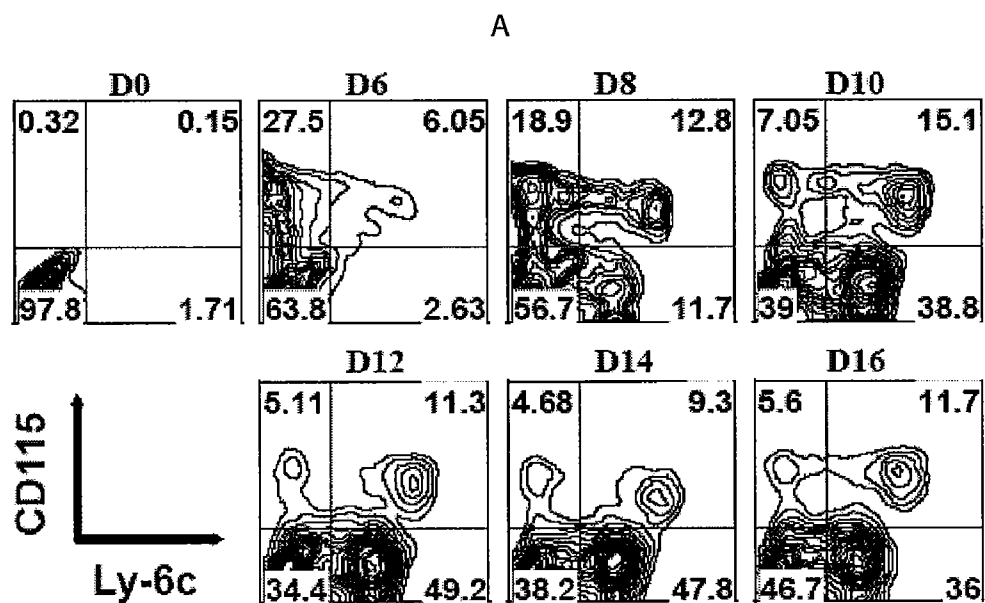 A
D0 D6 D8 D10
0.32 0.15 27.5 6.05 18.9 12.8 7.05 15.1
97.8 1.71 63.8 2.63 56.7 11.7 39 38.8
D12 D14 D16
5.11 11.3 4.68 9.3 5.6 11.7
CD115
Ly-6c
34.4 49.2 38.2 47.8 46.7 36